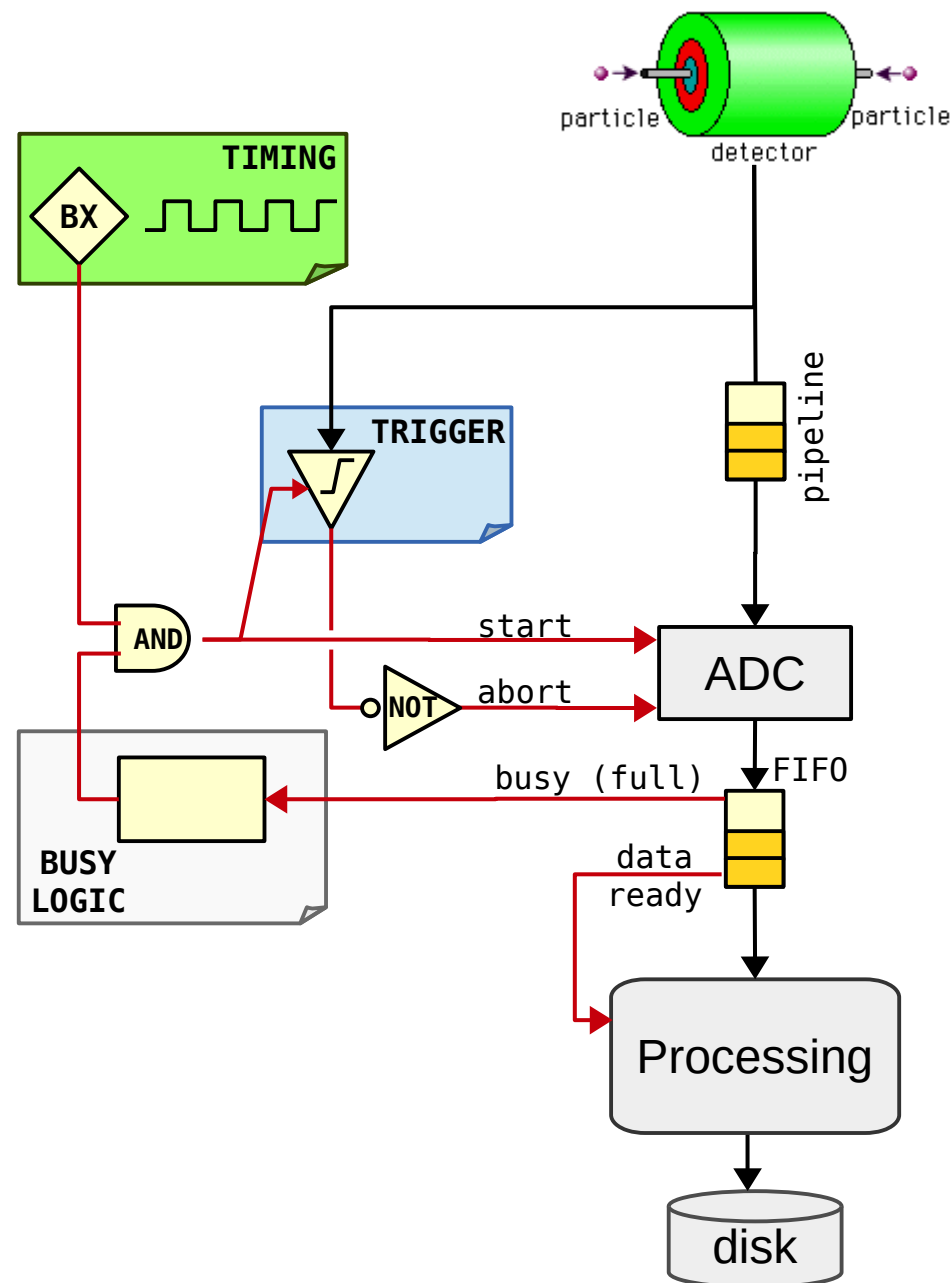 particle
particle
detector
TIMING
BX
pipeline
TRIGGER
AND
start
ADC
NOT
abort
FIFO
busy (full)
BUSY
LOGIC
data
ready
Processing
disk